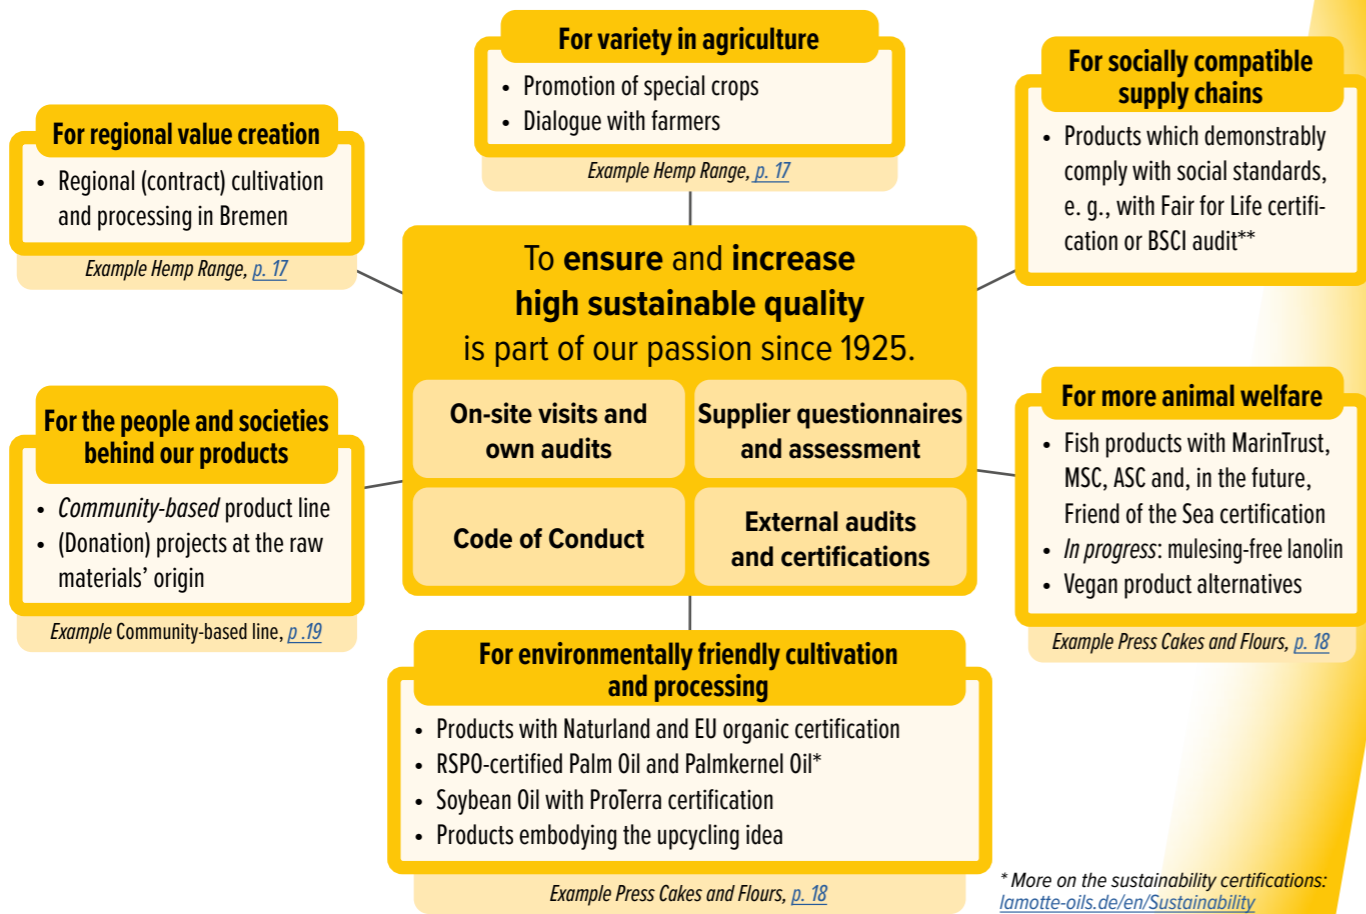 For variety in agriculture
• Promotion of special crops
• Dialogue with farmers
Example Hemp Range, p. 17
For socially compatible
supply chains
• Products which demonstrably
comply with social standards,
e. g., with Fair for Life certifi-
cation or BSCI audit**
For regional value creation
• Regional (contract) cultivation
and processing in Bremen
Example Hemp Range, p. 17
To ensure and increase
high sustainable quality
is part of our passion since 1925.
On-site visits and
own audits
Supplier questionnaires
and assessment
Code of Conduct
External audits
and certifications
For the people and societies
behind our products
• Community-based product line
• (Donation) projects at the raw
materials’ origin
Example Community-based line, p .19
For more animal welfare
• Fish products with MarinTrust,
MSC, ASC and, in the future,
Friend of the Sea certification
• In progress: mulesing-free lanolin
• Vegan product alternatives
Example Press Cakes and Flours, p. 18
For environmentally friendly cultivation
and processing
• Products with Naturland and EU organic certification
• RSPO-certified Palm Oil and Palmkernel Oil*
• Soybean Oil with ProTerra certification
• Products embodying the upcycling idea
Example Press Cakes and Flours, p. 18
* More on the sustainability certifications:
lamotte-oils.de/en/Sustainability